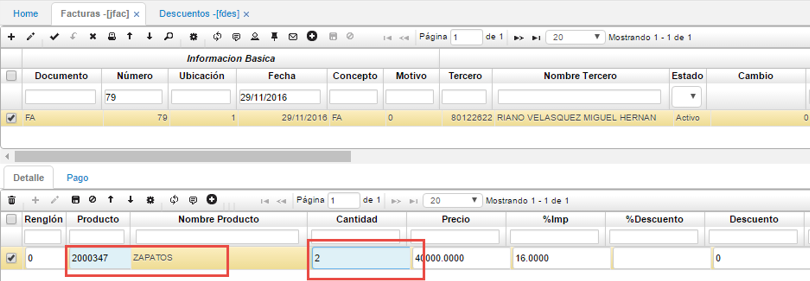 Home Facturas -[jfac] × Descuentos -[fdes] ×
Página 1 de 1 20 Mostrando 1 - 1 de 1
Informacion Basica
Documento Número Ubicación Fecha Concepto Motivo Tercero Nombre Tercero Estado Cambio
79 29/11/2016
FA 79 1 29/11/2016 FA 0 80122622 RIANO VELASQUEZ MIGUEL HERNAN Activo 0
Detalle Pago
Página 1 de 1 20 Mostrando 1 - 1 de 1
Renglón Producto Nombre Producto Cantidad Precio %Imp %Descuento Descuento
0 2000347 ZAPATOS 2 40000.0000 16.0000 0